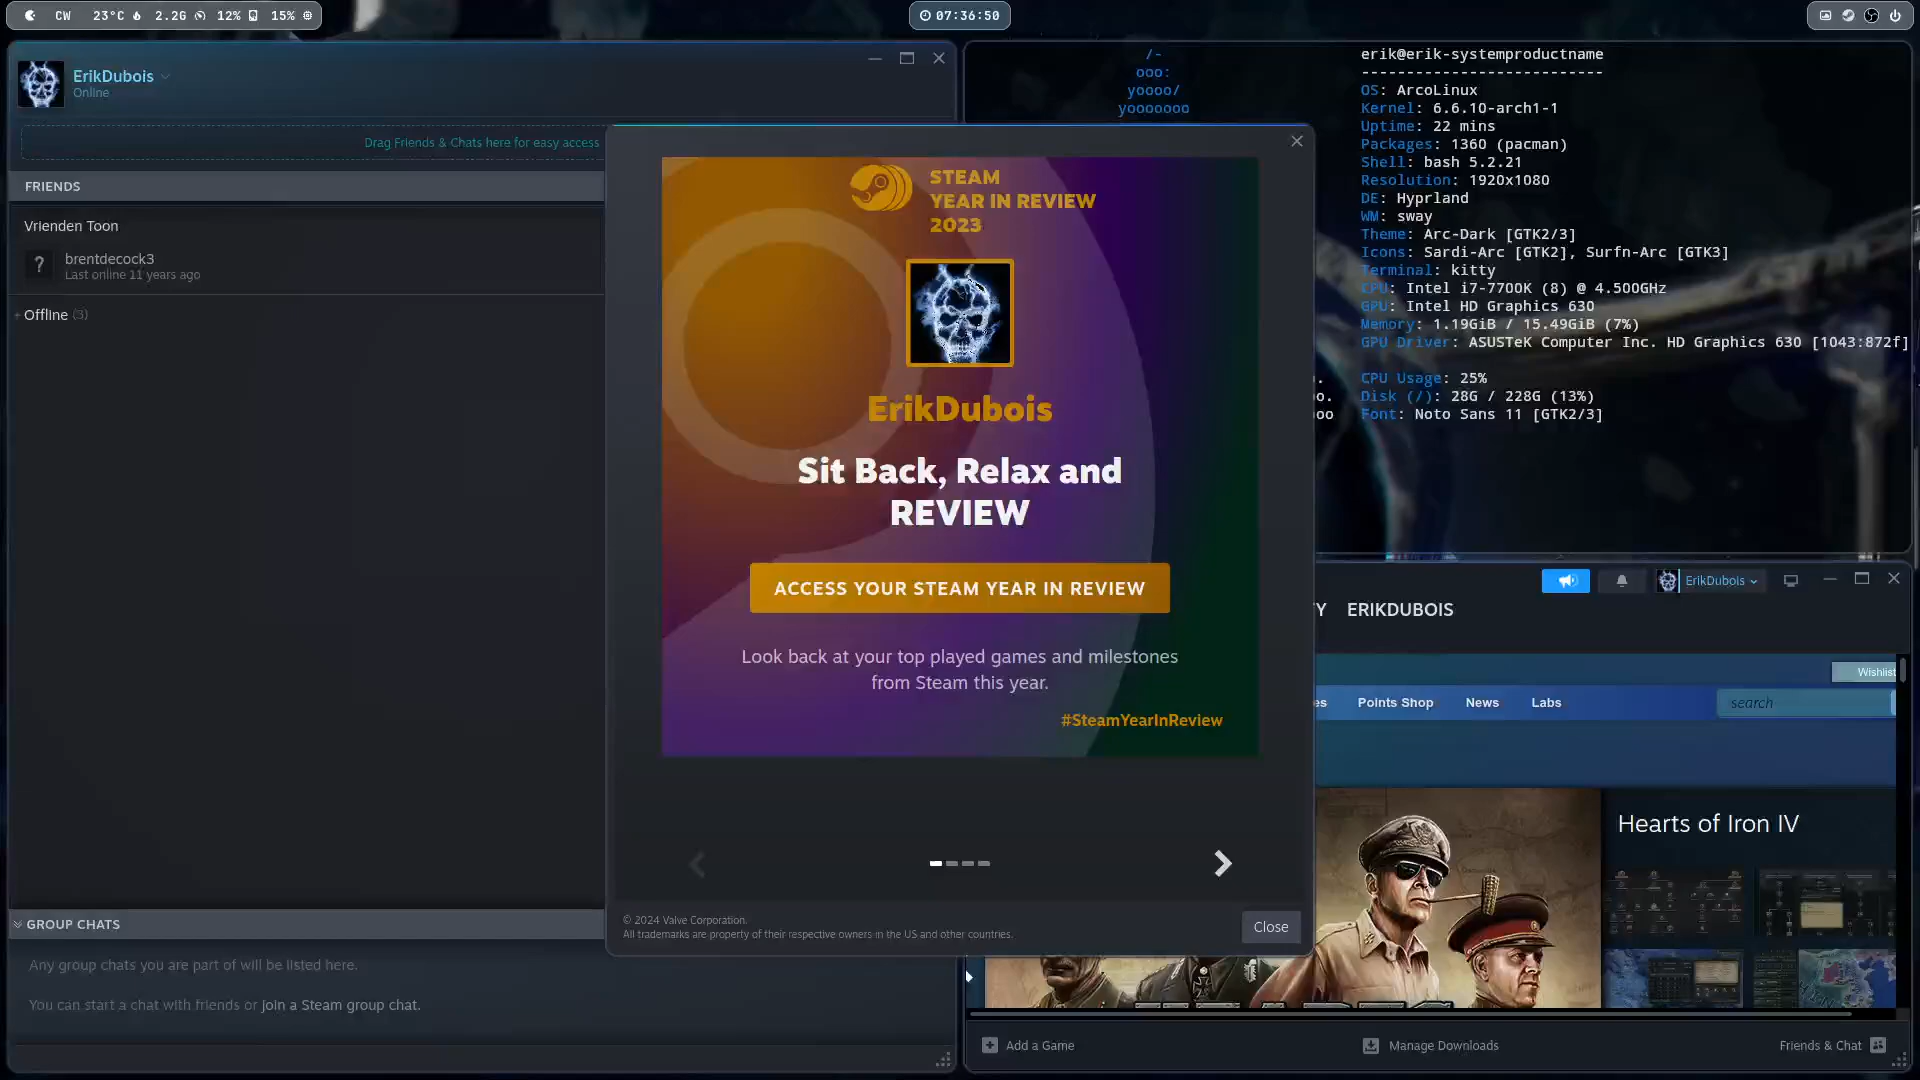 CW 23°C 2.2G 12% 15%
07:36:50
ErikDubois
Online
Drag Friends & Chats here for easy access
FRIENDS
Vrienden Toon
?
brentdecock3
Last online 11 years ago
Offline (3)
GROUP CHATS
Any group chats you are part of will be listed here.
You can start a chat with friends or join a Steam group chat.
/-
ooo:
yoooo/
yooooooo
erik@erik-systemproductname
---------------------------
OS: ArcoLinux
Kernel: 6.6.10-arch1-1
Uptime: 22 mins
Packages: 1360 (pacman)
Shell: bash 5.2.21
Resolution: 1920x1080
DE: Hyprland
WM: sway
Theme: Arc-Dark [GTK2/3]
Icons: Sardi-Arc [GTK2], Surfn-Arc [GTK3]
Terminal: kitty
CPU: Intel i7-7700K (8) @ 4.500GHz
GPU: Intel HD Graphics 630
Memory: 1.19GiB / 15.49GiB (7%)
GPU Driver: ASUSTeK Computer Inc. HD Graphics 630 [1043:872f]
. CPU Usage: 25%
o. Disk (/): 28G / 228G (13%)
oo Font: Noto Sans 11 [GTK2/3]
STEAM
YEAR IN REVIEW
2023
ErikDubois
Sit Back, Relax and
REVIEW
ACCESS YOUR STEAM YEAR IN REVIEW
Look back at your top played games and milestones
from Steam this year.
#SteamYearInReview
© 2024 Valve Corporation.
All trademarks are property of their respective owners in the US and other countries.
Close
ErikDubois
Y ERIKDUBOIS
Wishlist
es Points Shop News Labs
search
Hearts of Iron IV
Add a Game
Manage Downloads
Friends & Chat